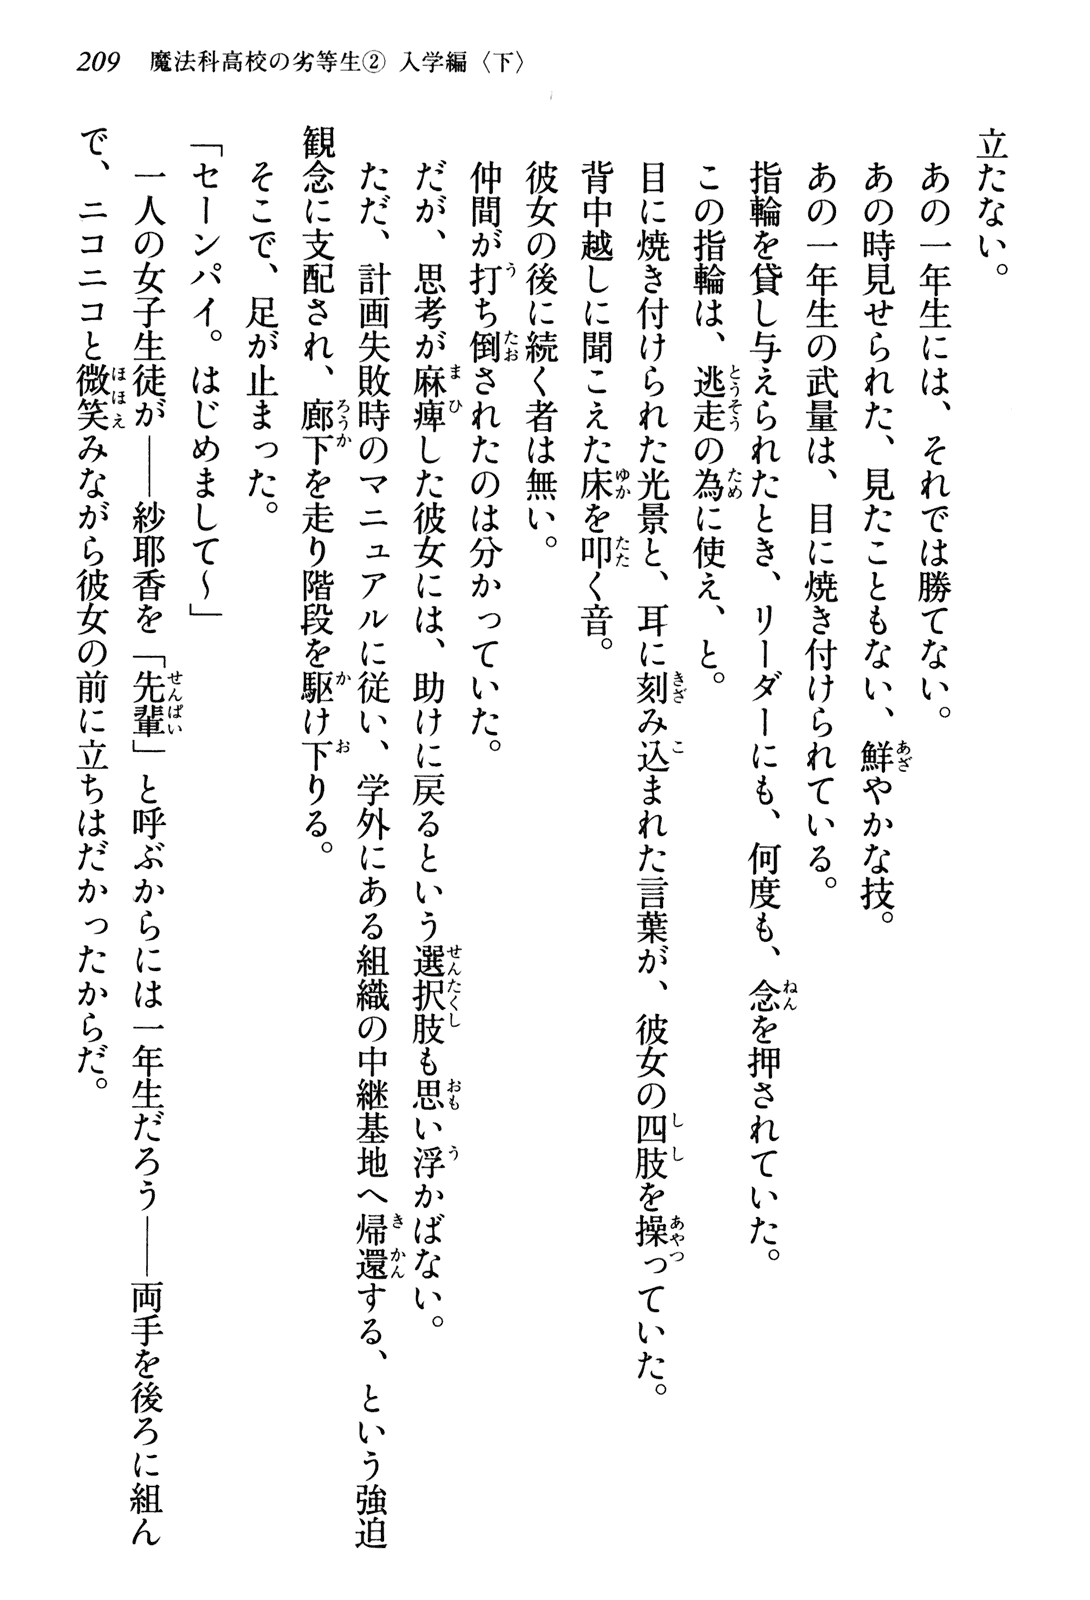 209 魔法科高校の劣等生② 入学編〈下〉
立たない。
あの一年生には、それでは勝てない。
あの時見せられた、見たこともない、鮮やかな技。
あの一年生の武量は、目に焼き付けられている。
指輪を貸し与えられたとき、リーダーにも、何度も、念を押されていた。
この指輪は、逃走の為に使え、と。
目に焼き付けられた光景と、耳に刻み込まれた言葉が、彼女の四肢を操っていた。
背中越しに聞こえた床を叩く音。
彼女の後に続く者は無い。
仲間が打ち倒されたのは分かっていた。
だが、思考が麻痺した彼女には、助けに戻るという選択肢も思い浮かばない。
ただ、計画失敗時のマニュアルに従い、学外にある組織の中継基地へ帰還する、という強迫
観念に支配され、廊下を走り階段を駆け下りる。
そこで、足が止まった。
「セーンパイ。はじめまして～」
一人の女子生徒が――紗耶香を「先輩」と呼ぶからには一年生だろう――両手を後ろに組ん
で、ニコニコと微笑みながら彼女の前に立ちはだかったからだ。